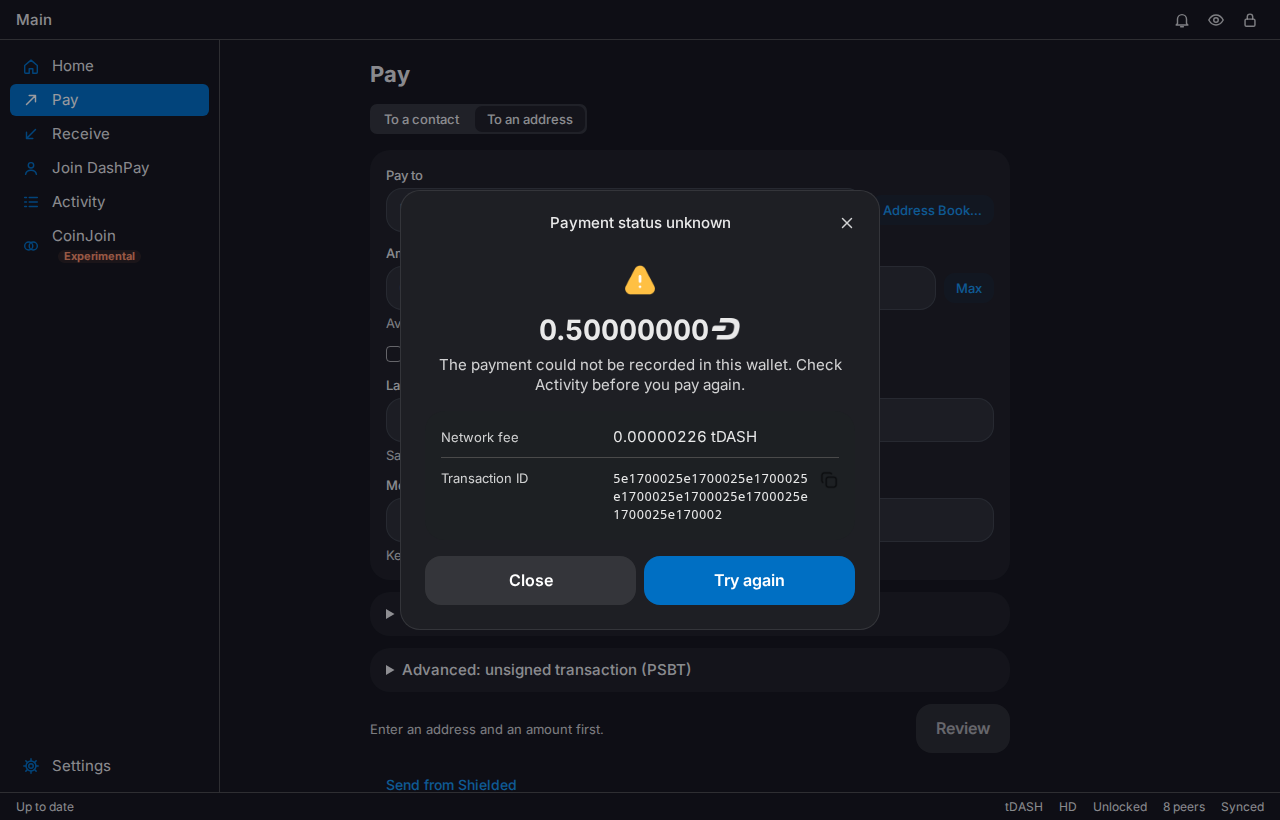 Main
Home
Pay
Receive
Join DashPay
Activity
CoinJoin
Experimental
Settings
Pay
To a contact
To an address
Pay to
Address Book...
Max
Payment status unknown
0.50000000
The payment could not be recorded in this wallet. Check
Activity before you pay again.
Network fee
0.00000226 tDASH
Transaction ID
5e1700025e1700025e1700025
e1700025e1700025e1700025e
1700025e170002
Close
Try again
Advanced: unsigned transaction (PSBT)
Enter an address and an amount first.
Review
Send from Shielded
Up to date
tDASH
HD
Unlocked
8 peers
Synced